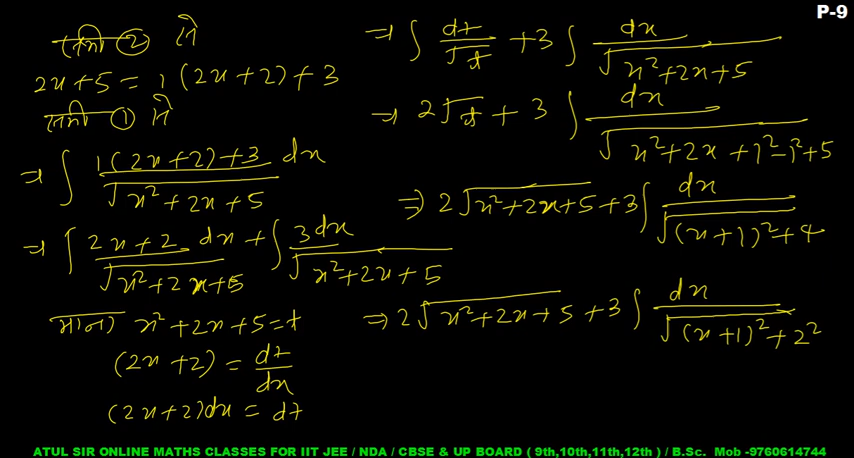 P-9
समी ② से
2x+5 = 1(2x+2)+3
समी ① से
⇒ ∫ 1(2x+2)+3 / √(x²+2x+5) dx
⇒ ∫ 2x+2 / √(x²+2x+5) dx + ∫ 3dx / √(x²+2x+5)
माना x²+2x+5=t
(2x+2) = dt/dx
(2x+2)dx = dt
⇒ ∫ dt/√t + 3 ∫ dx / √(x²+2x+5)
⇒ 2√t + 3 ∫ dx / √(x²+2x+1²-1²+5)
⇒ 2√(x²+2x+5) + 3∫ dx / √((x+1)²+4)
⇒ 2√(x²+2x+5) + 3∫ dx / √((x+1)²+2²)
ATUL SIR ONLINE MATHS CLASSES FOR IIT JEE / NDA / CBSE & UP BOARD ( 9th,10th,11th,12th ) / B.Sc. Mob -9760614744